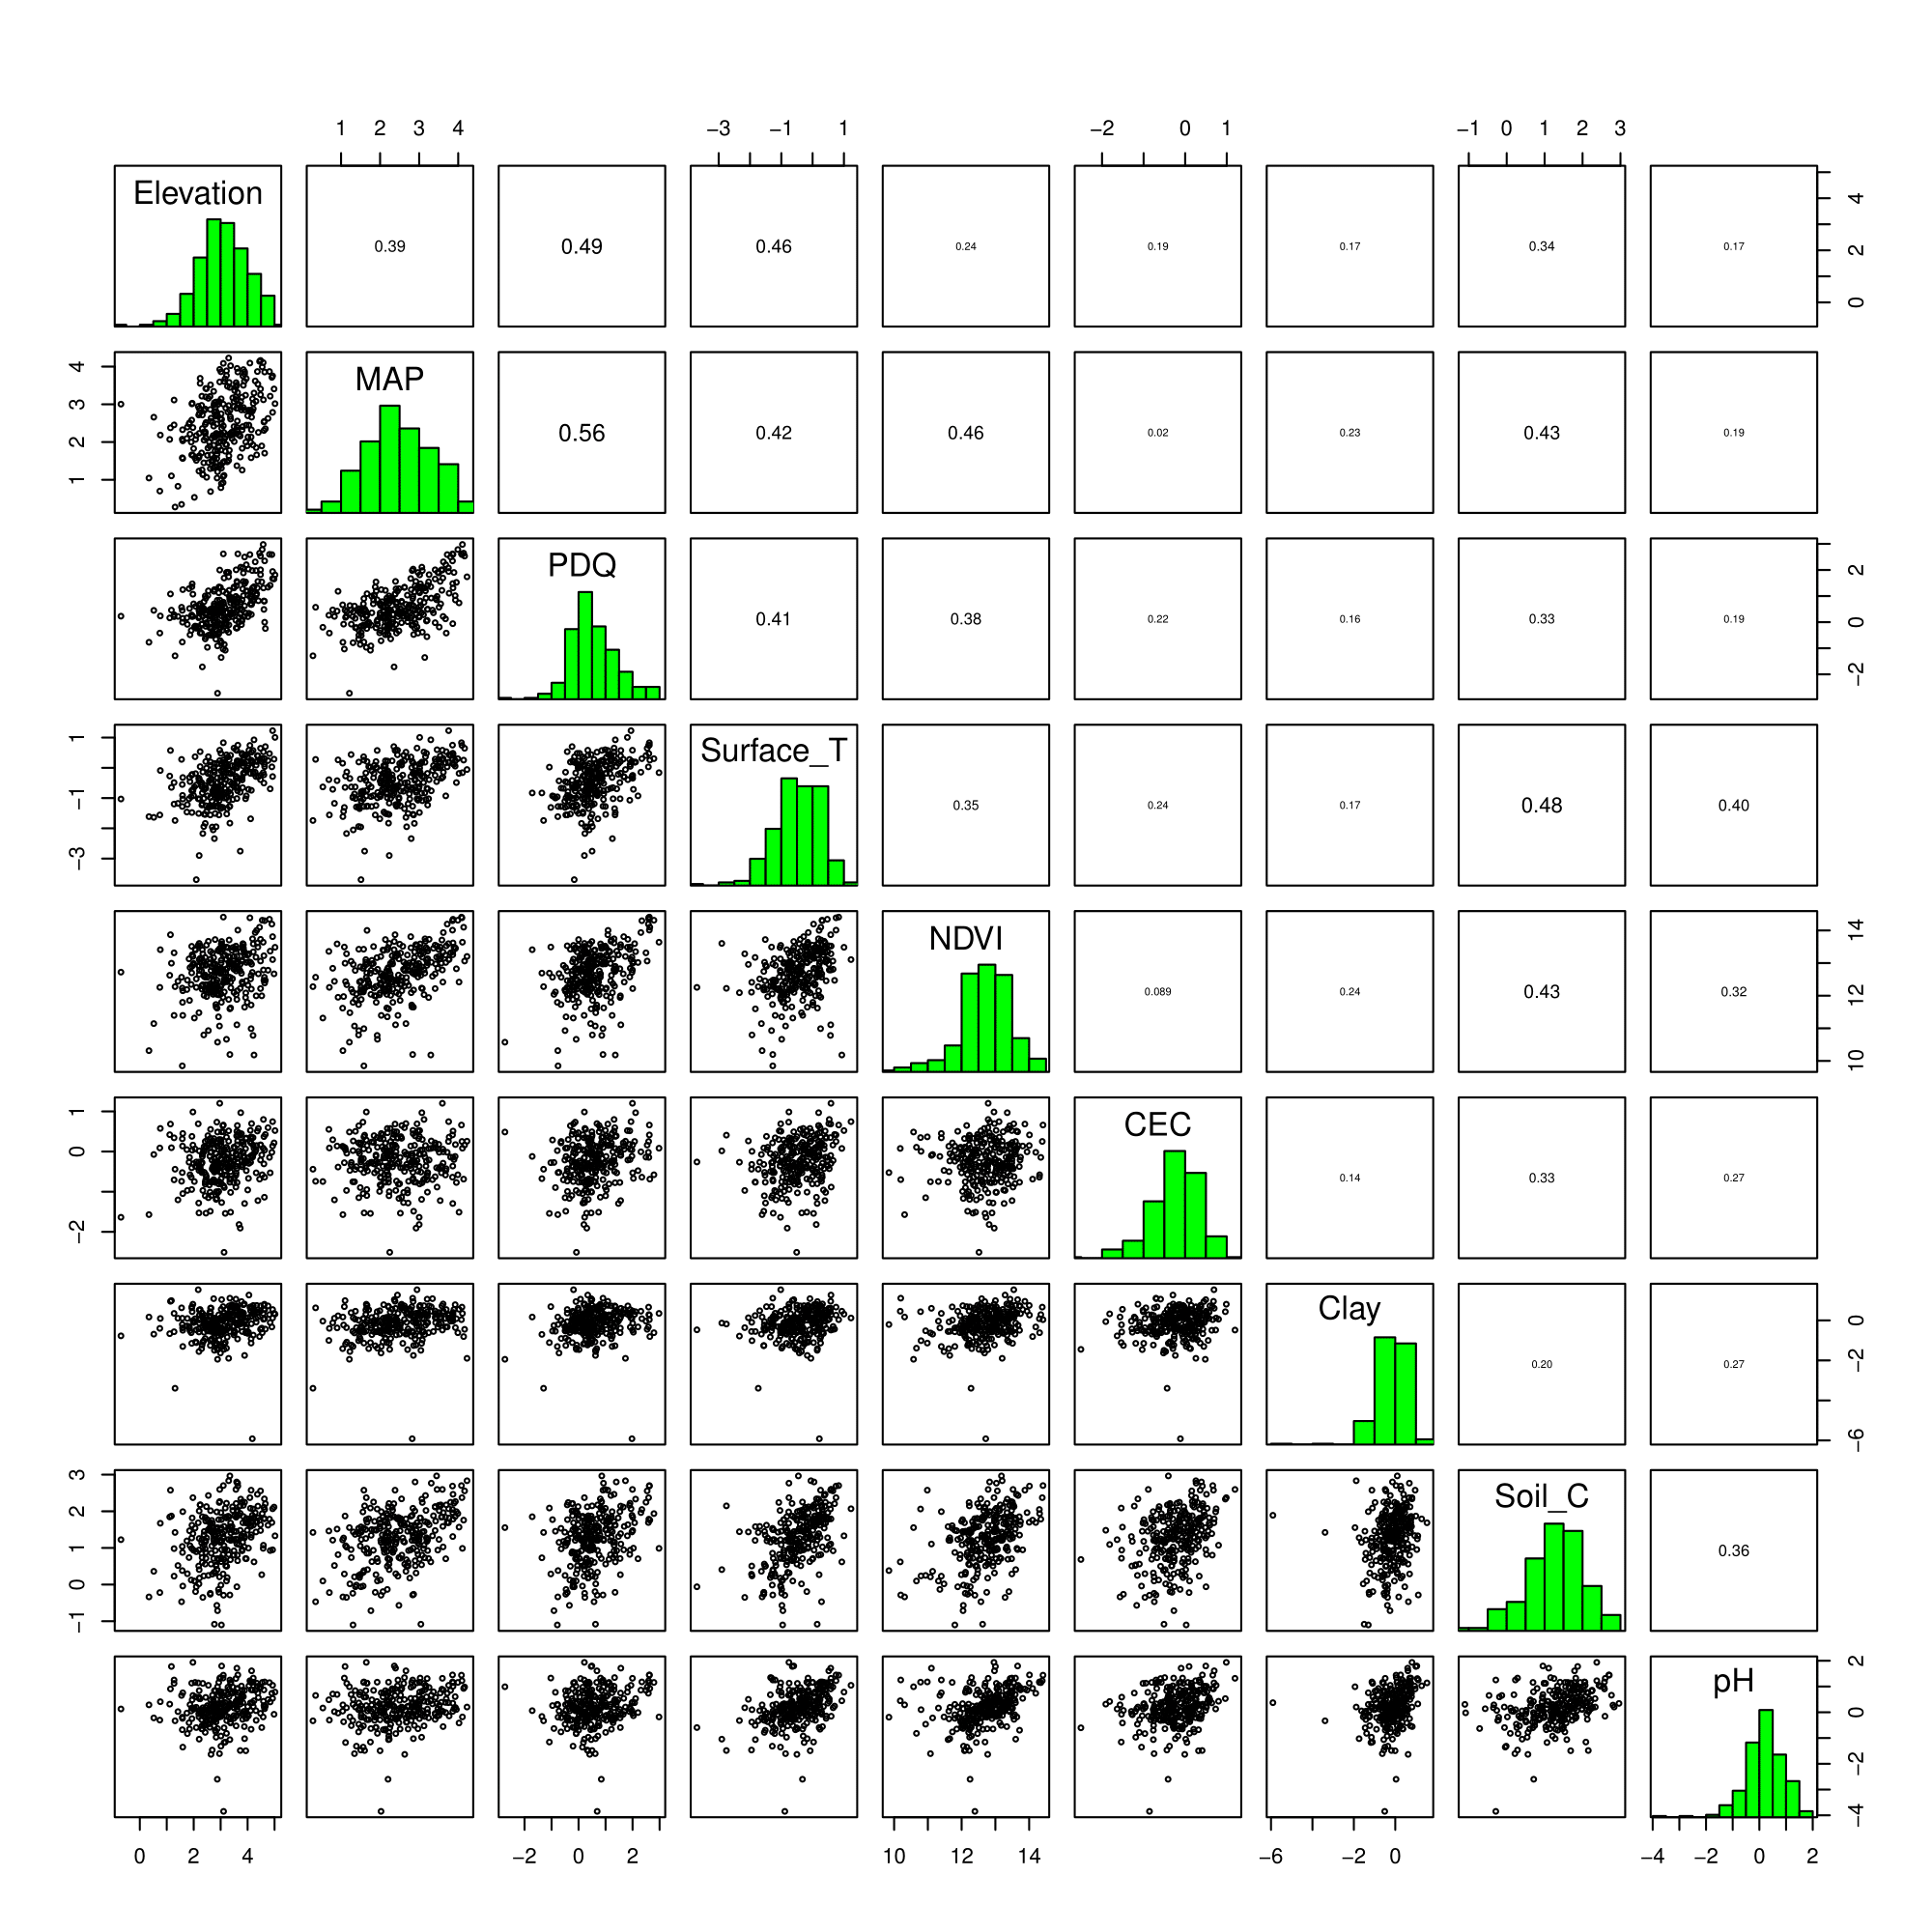 1 2 3 4 −3 −1 1 −2 0 1 −1 0 1 2 3
Elevation 0.39 0.49 0.46 0.24 0.19 0.17 0.34 0.17 0 2 4
1 2 3 4 MAP 0.56 0.42 0.46 0.02 0.23 0.43 0.19
PDQ 0.41 0.38 0.22 0.16 0.33 0.19 −2 0 2
−3 −1 1 Surface_T 0.35 0.24 0.17 0.48 0.40
NDVI 0.089 0.24 0.43 0.32 10 12 14
−2 0 1 CEC 0.14 0.33 0.27
Clay 0.20 0.27 −6 −2 0
−1 0 1 2 3 Soil_C 0.36
pH −4 −2 0 2
0 2 4 −2 0 2 10 12 14 −6 −2 0 −4 −2 0 2